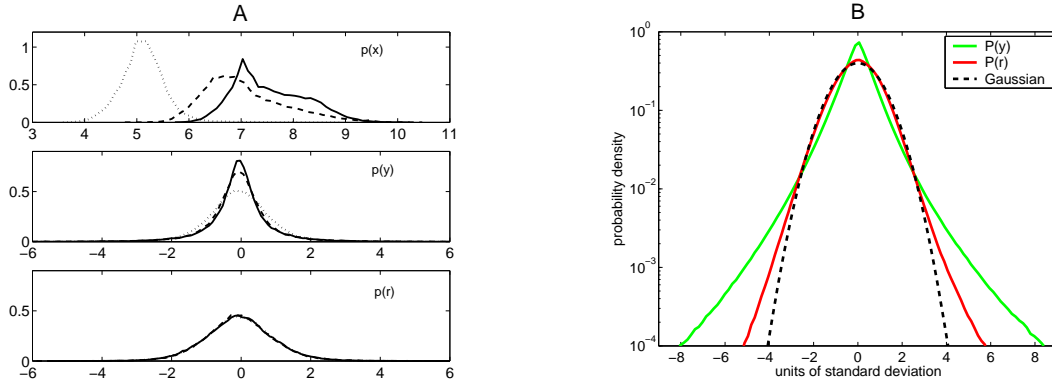 A
p(x)
1
0.5
0
3 4 5 6 7 8 9 10 11
p(y)
0.5
0
−6 −4 −2 0 2 4 6
p(r)
0.5
0
−6 −4 −2 0 2 4 6
B
10^0
10^−1
10^−2
10^−3
10^−4
probability density
P(y)
P(r)
Gaussian
−8 −6 −4 −2 0 2 4 6 8
units of standard deviation